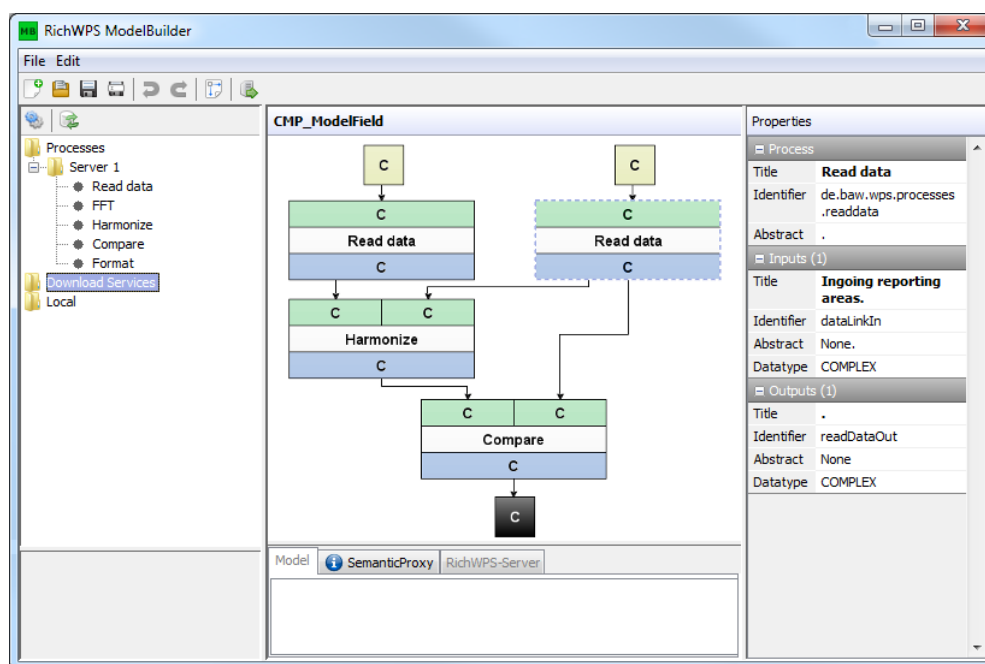 MB RichWPS ModelBuilder
File Edit
Processes
Server 1
Read data
FFT
Harmonize
Compare
Format
Download Services
Local
CMP_ModelField
C C
C C
Read data Read data
C C
C C
Harmonize
C
C C
Compare
C
C
Model SemanticProxy RichWPS-Server
Properties
Process
Title Read data
Identifier de.baw.wps.processes
.readdata
Abstract .
Inputs (1)
Title Ingoing reporting
areas.
Identifier dataLinkIn
Abstract None.
Datatype COMPLEX
Outputs (1)
Title .
Identifier readDataOut
Abstract None
Datatype COMPLEX